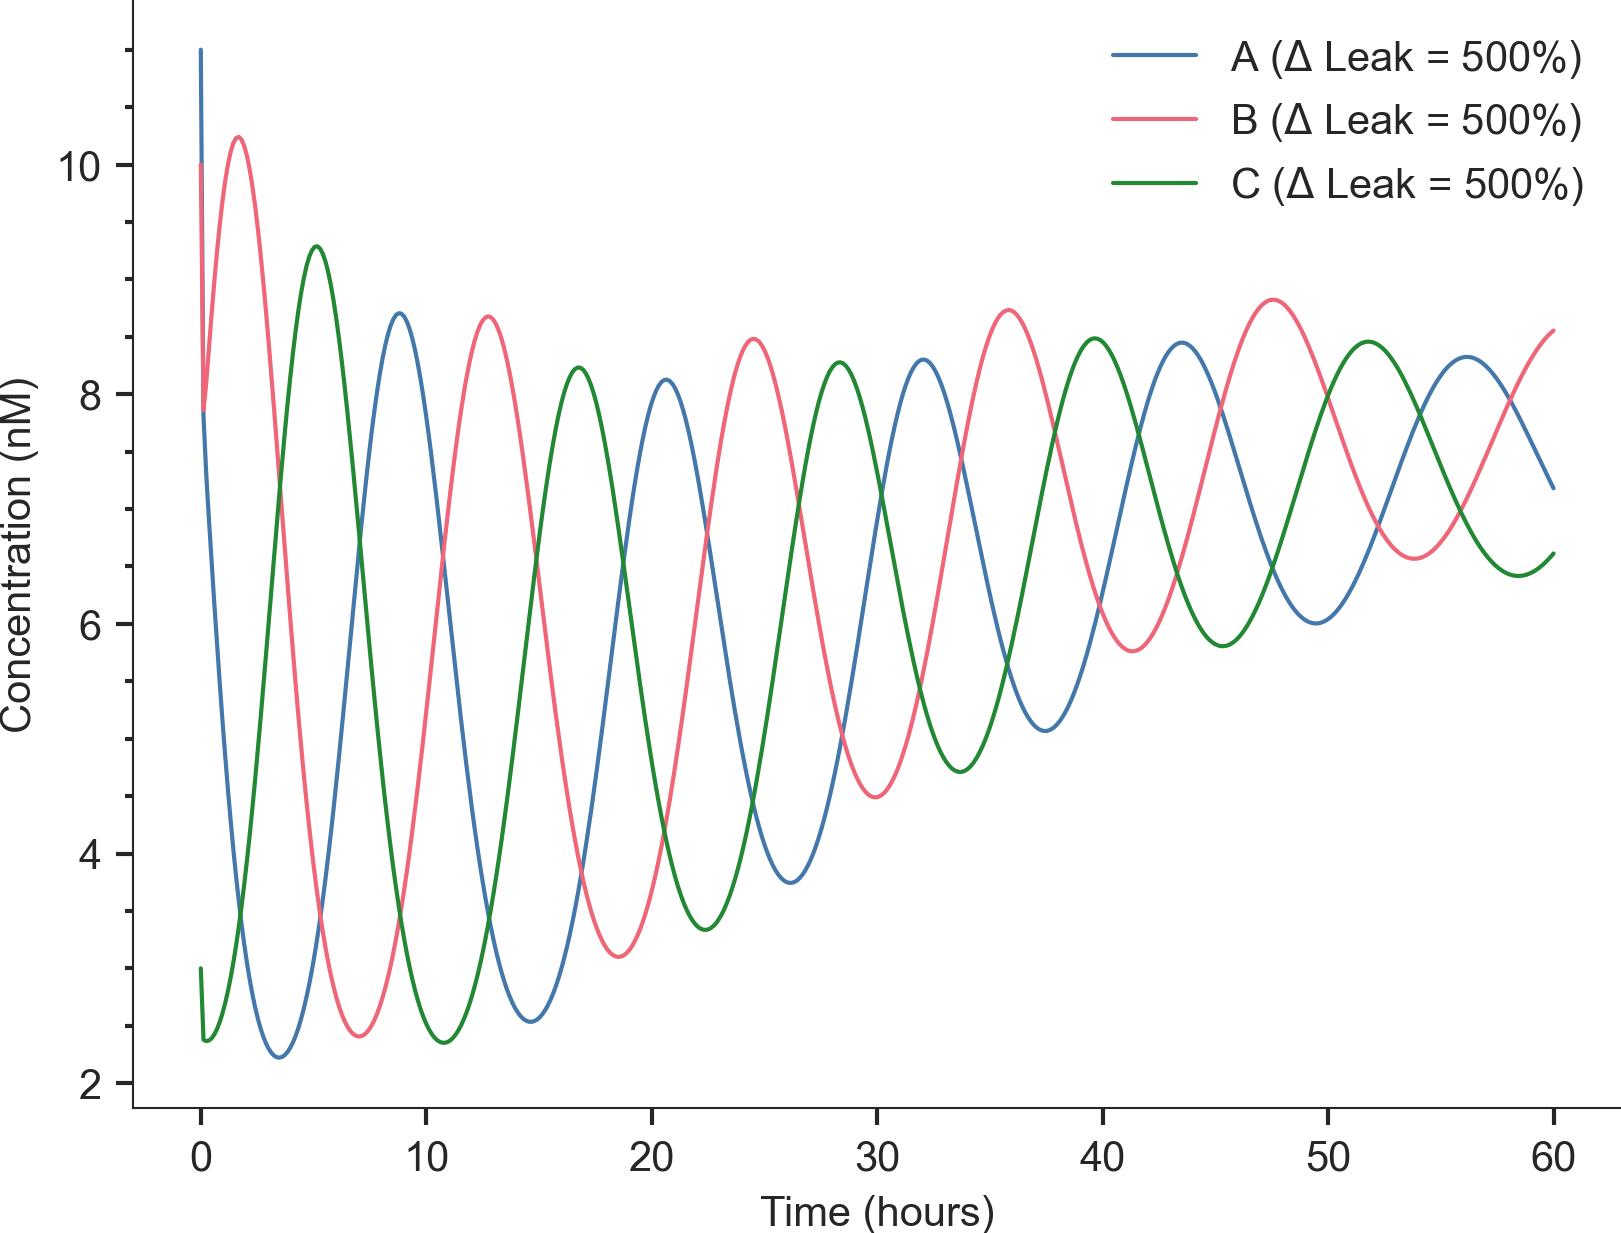 A (Δ Leak = 500%)
B (Δ Leak = 500%)
C (Δ Leak = 500%)
Concentration (nM)
10
8
6
4
2
0 10 20 30 40 50 60
Time (hours)